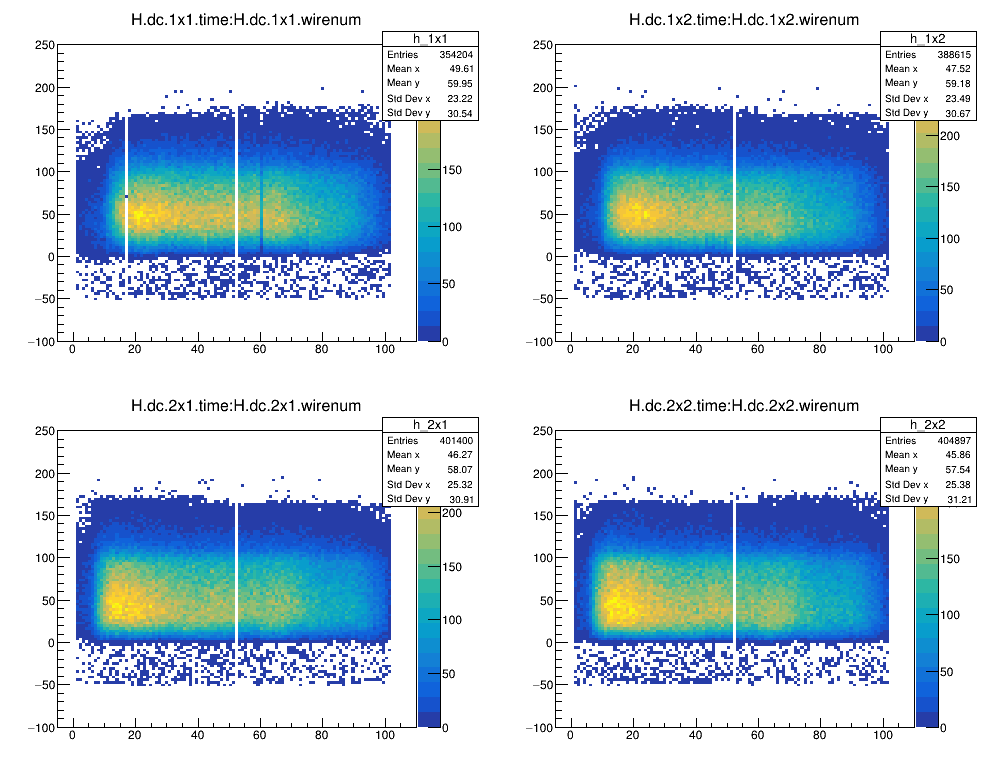 H.dc.1x1.time:H.dc.1x1.wirenum
h_1x1
Entries 354204
Mean x 49.61
Mean y 59.95
Std Dev x 23.22
Std Dev y 30.54
250
200
150
100
50
0
−50
−100
0 20 40 60 80 100
150
100
50
0
H.dc.1x2.time:H.dc.1x2.wirenum
h_1x2
Entries 388615
Mean x 47.52
Mean y 59.18
Std Dev x 23.49
Std Dev y 30.67
250
200
150
100
50
0
−50
−100
0 20 40 60 80 100
200
150
100
50
0
H.dc.2x1.time:H.dc.2x1.wirenum
h_2x1
Entries 401400
Mean x 46.27
Mean y 58.07
Std Dev x 25.32
Std Dev y 30.91
250
200
150
100
50
0
−50
−100
0 20 40 60 80 100
200
150
100
50
0
H.dc.2x2.time:H.dc.2x2.wirenum
h_2x2
Entries 404897
Mean x 45.86
Mean y 57.54
Std Dev x 25.38
Std Dev y 31.21
250
200
150
100
50
0
−50
−100
0 20 40 60 80 100
150
100
50
0